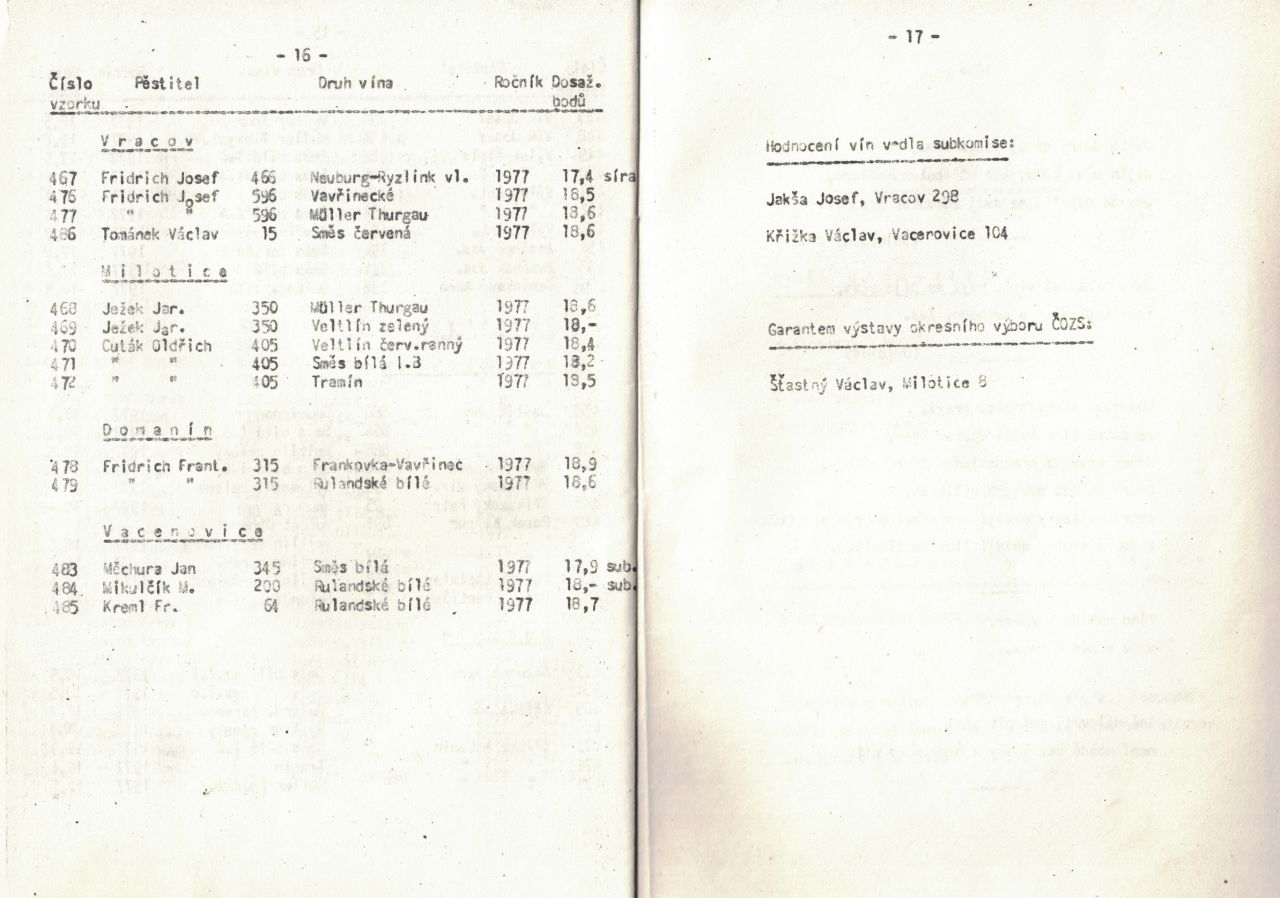 - 16 -
Číslo Pěstitel Druh vína Ročník Dosaž.
vzorku bodů
Vracov
467 Fridrich Josef 466 Neuburg-Ryzlink vl. 1977 17,4 síra
476 Fridrich Josef 596 Vavřinecké 1977 18,5
477 " " 596 Müller Thurgau 1977 18,6
486 Tománek Václav 15 Směs červená 1977 18,6
Milotice
468 Ježek Jar. 350 Müller Thurgau 1977 18,6
469 Ježek Jar. 350 Veltlín zelený 1977 18,-
470 Cuták Oldřich 405 Veltlín červ.ranný 1977 18,4
471 " " 405 Směs bílá 1.B 1977 18,2
472 " " 405 Tramín 1977 18,5
Domanín
478 Fridrich Frant. 315 Frankovka-Vavřinec 1977 18,9
479 " " 315 Rulandské bílé 1977 18,6
Vacenovice
483 Měchura Jan 345 Směs bílá 1977 17,9 sub.
484 Mikulčík M. 200 Rulandské bílé 1977 18,- sub.
485 Kreml Fr. 64 Rulandské bílé 1977 18,7
- 17 -
Hodnocení vín vedla subkomise:
Jakša Josef, Vracov 298
Křižka Václav, Vacerovice 104
Garantem výstavy okresního výboru ČOZS:
Šťastný Václav, Milotice 8